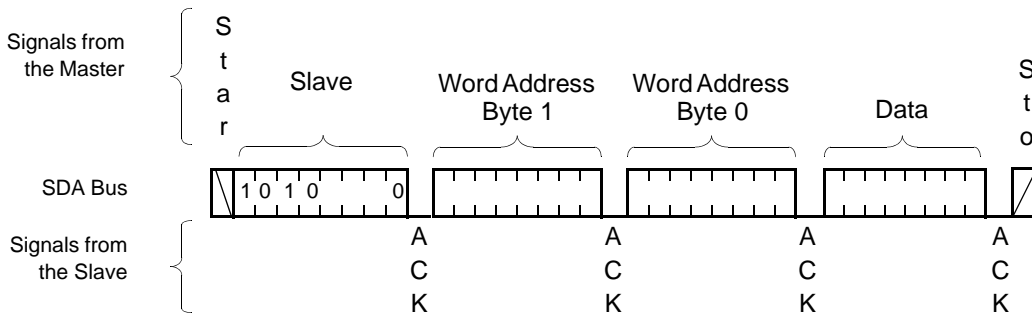 Signals from
the Master
S
t
a
r
Slave
Word Address
Byte 1
Word Address
Byte 0
Data
S
t
o
SDA Bus
1 0 1 0 0
Signals from
the Slave
A
C
K
A
C
K
A
C
K
A
C
K